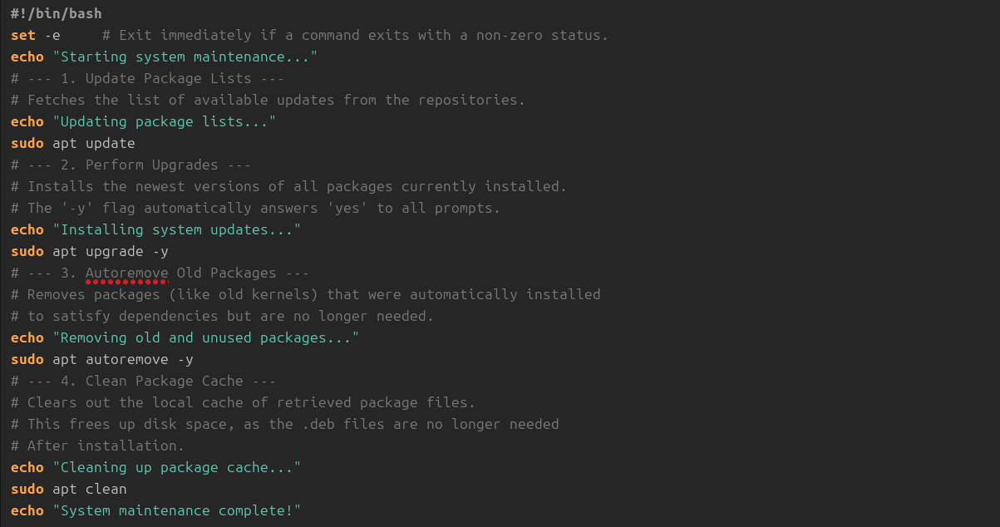 #!/bin/bash
set -e     # Exit immediately if a command exits with a non-zero status.
echo "Starting system maintenance..."
# --- 1. Update Package Lists ---
# Fetches the list of available updates from the repositories.
echo "Updating package lists..."
sudo apt update
# --- 2. Perform Upgrades ---
# Installs the newest versions of all packages currently installed.
# The '-y' flag automatically answers 'yes' to all prompts.
echo "Installing system updates..."
sudo apt upgrade -y
# --- 3. Autoremove Old Packages ---
# Removes packages (like old kernels) that were automatically installed
# to satisfy dependencies but are no longer needed.
echo "Removing old and unused packages..."
sudo apt autoremove -y
# --- 4. Clean Package Cache ---
# Clears out the local cache of retrieved package files.
# This frees up disk space, as the .deb files are no longer needed
# After installation.
echo "Cleaning up package cache..."
sudo apt clean
echo "System maintenance complete!"